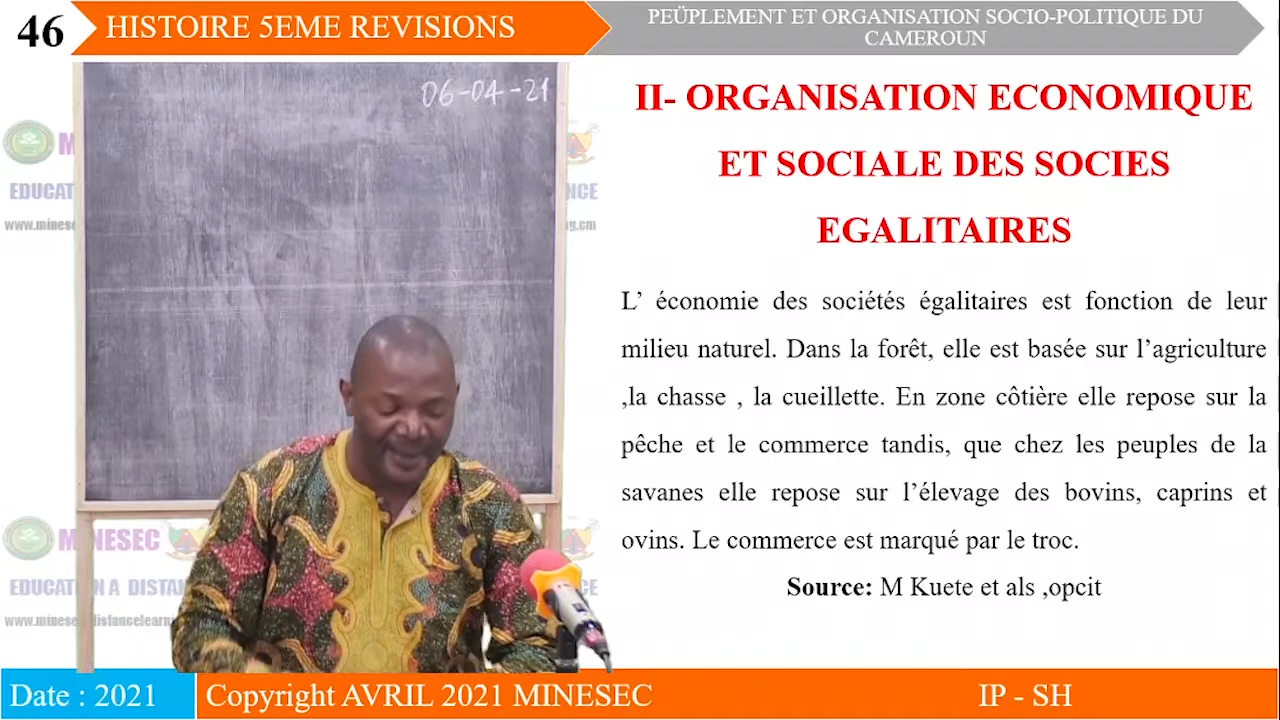 46
HISTOIRE 5EME REVISIONS
PEÜPLEMENT ET ORGANISATION SOCIO-POLITIQUE DU
CAMEROUN
06-04-21
II- ORGANISATION ECONOMIQUE
ET SOCIALE DES SOCIES
EGALITAIRES
L’ économie des sociétés égalitaires est fonction de leur
milieu naturel. Dans la forêt, elle est basée sur l’agriculture
,la chasse , la cueillette. En zone côtière elle repose sur la
pêche et le commerce tandis, que chez les peuples de la
savanes elle repose sur l’élevage des bovins, caprins et
ovins. Le commerce est marqué par le troc.
Source: M Kuete et als ,opcit
MINESEC
EDUCATION A DISTA
Date : 2021
Copyright AVRIL 2021 MINESEC
IP - SH